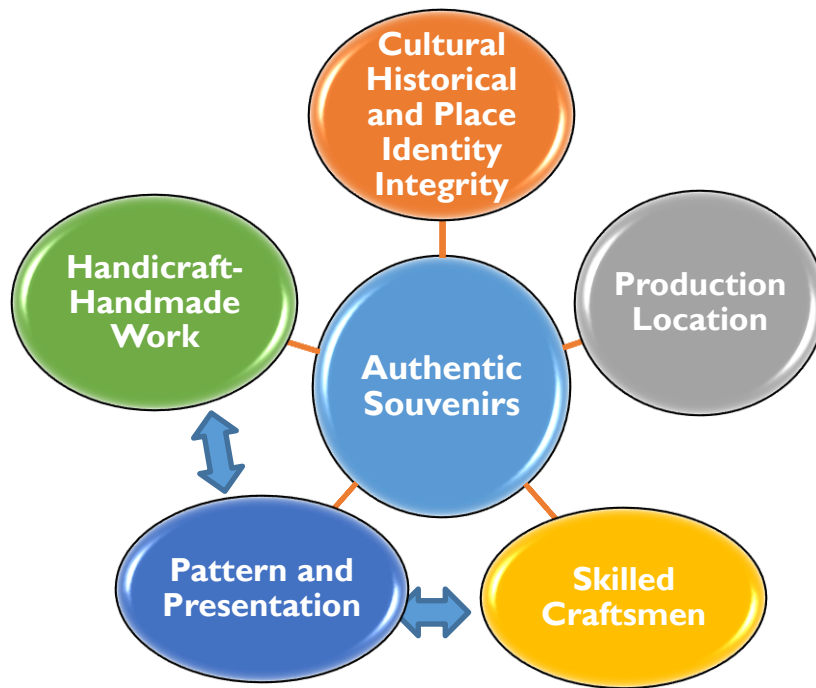 Cultural
Historical
and Place
Identity
Integrity
Handicraft-
Handmade
Work
Production
Location
Authentic
Souvenirs
Pattern and
Presentation
Skilled
Craftsmen